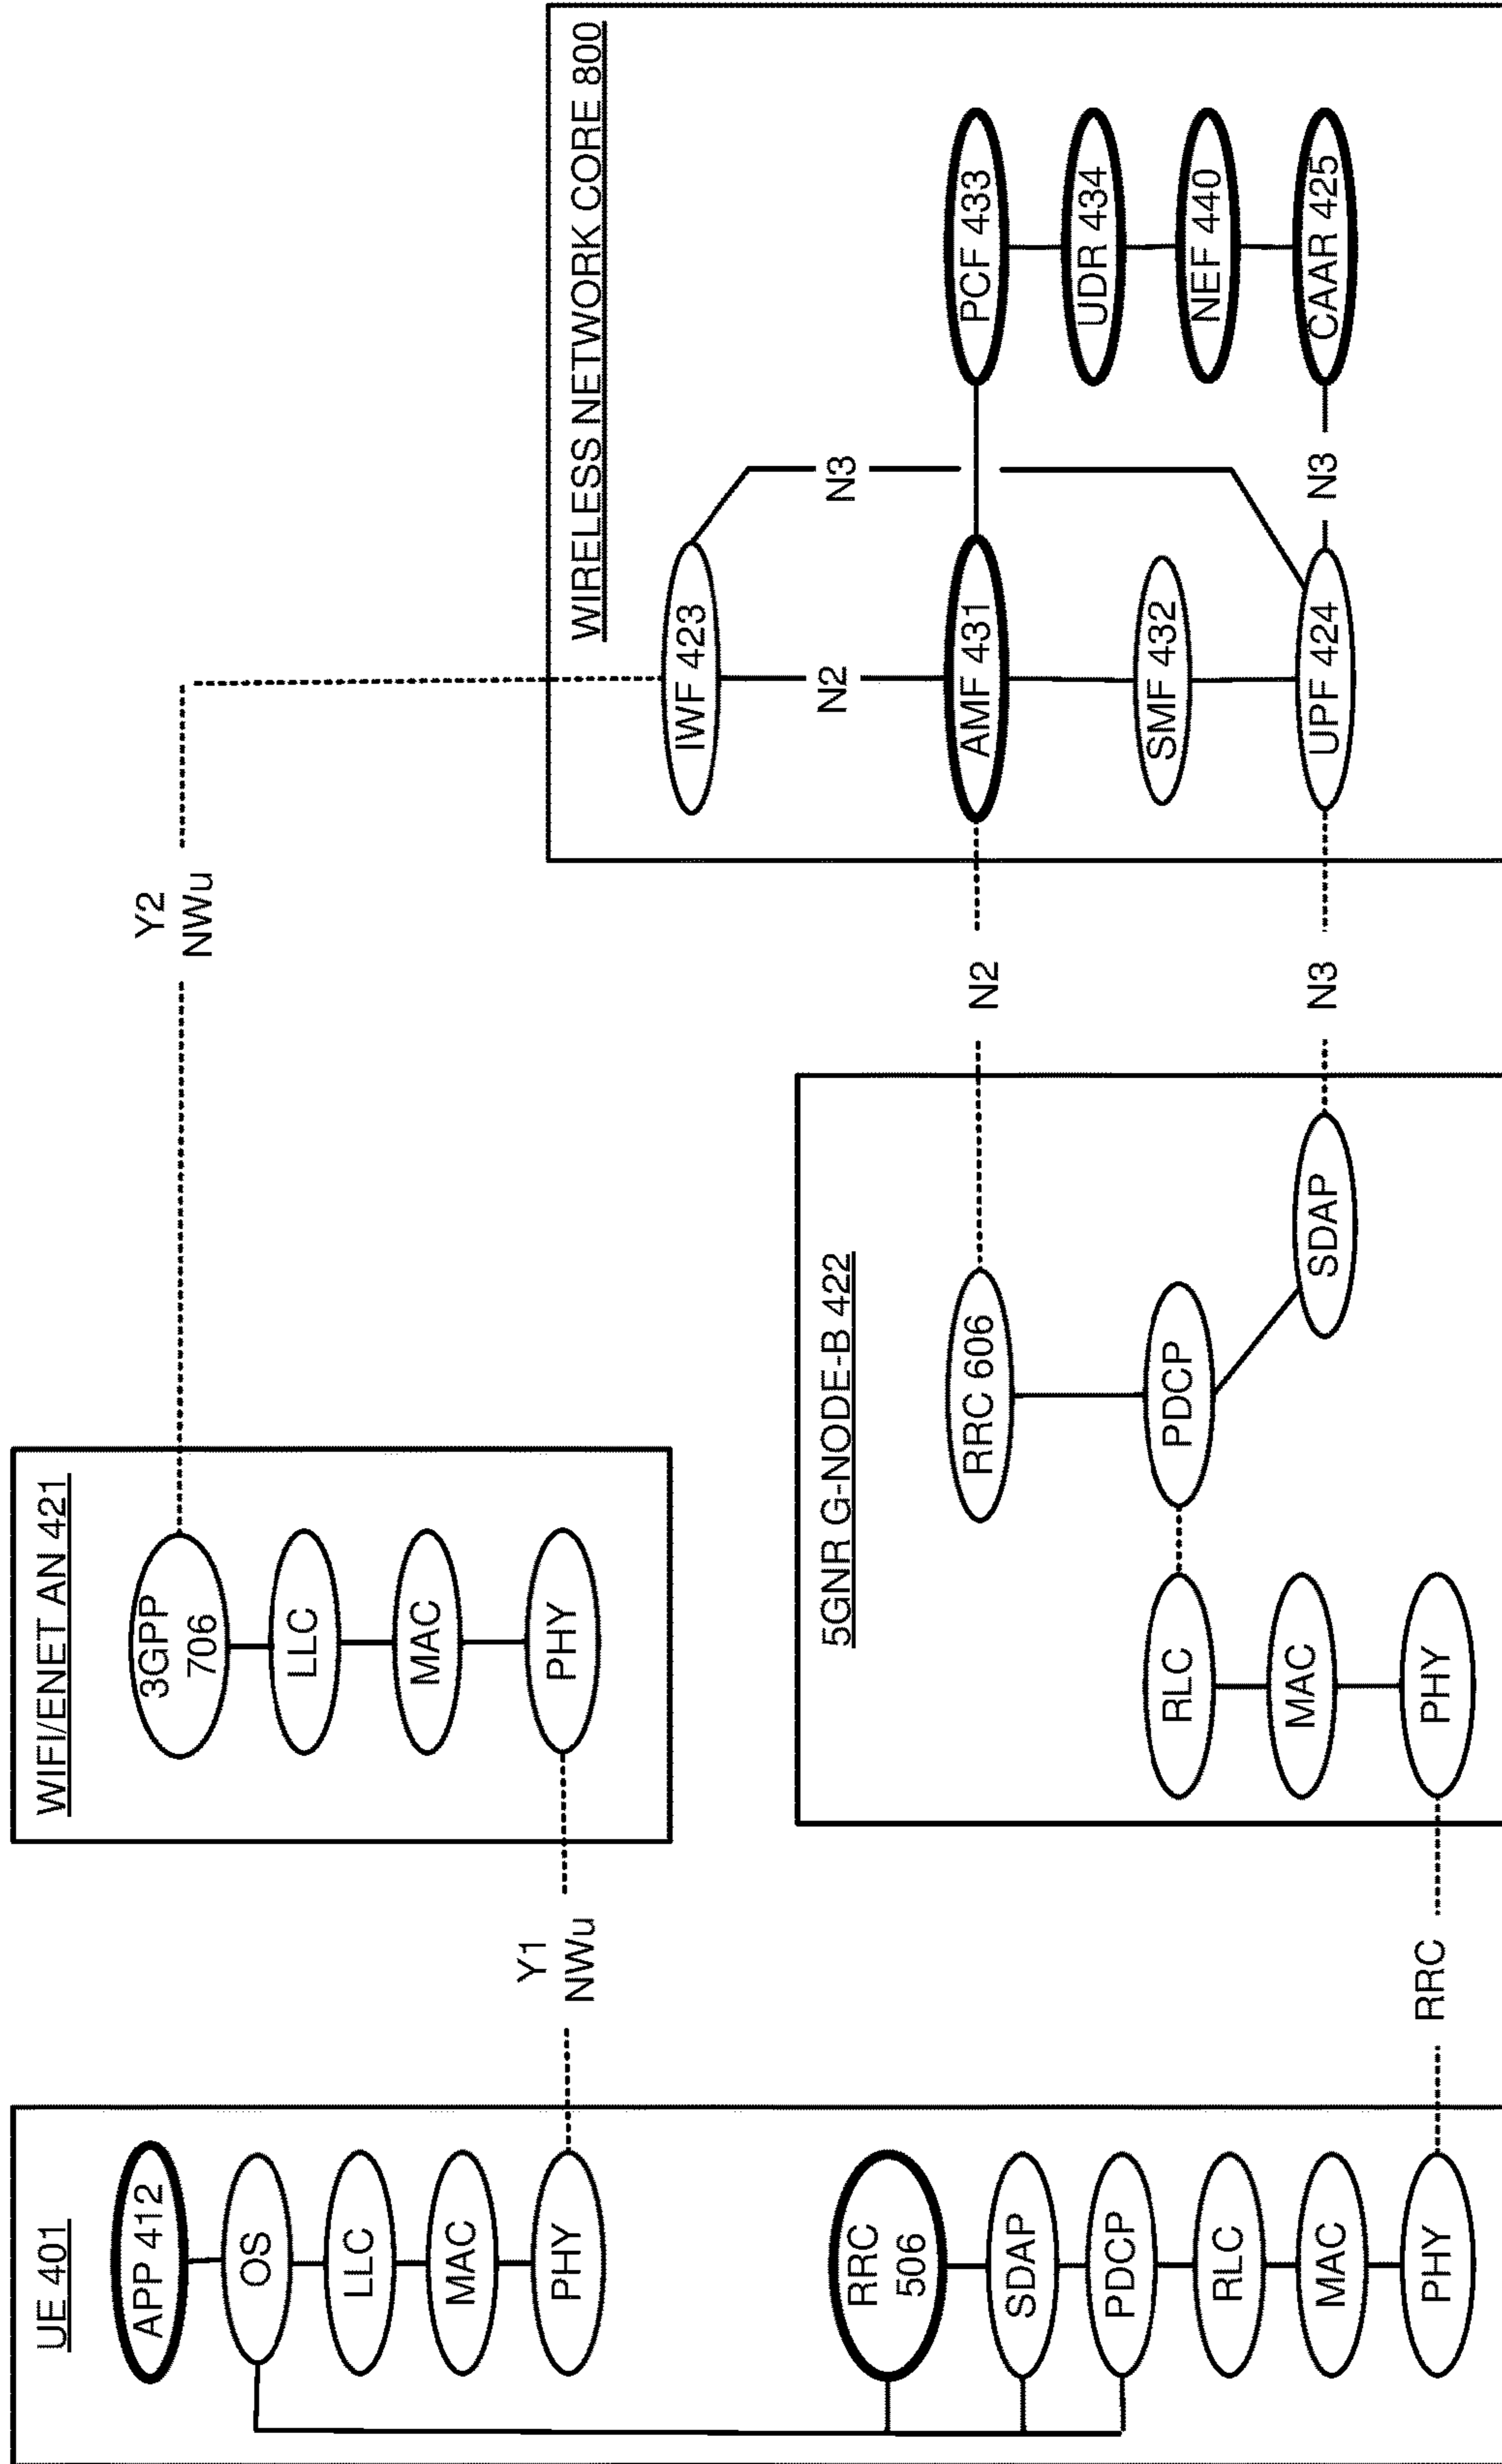 UE 401
APP 412
OS
LLC
MAC
PHY
RRC
506
SDAP
PDCP
RLC
MAC
PHY
Y1
NWu
RRC
WIFI/ENET AN 421
3GPP
706
LLC
MAC
PHY
5GNR G-NODE-B 422
RRC 606
PDCP
SDAP
RLC
MAC
PHY
Y2
NWu
N2
N3
WIRELESS NETWORK CORE 800
IWF 423
N2
N3
AMF 431
SMF 432
UPF 424
N3
PCF 433
UDR 434
NEF 440
CAAR 425